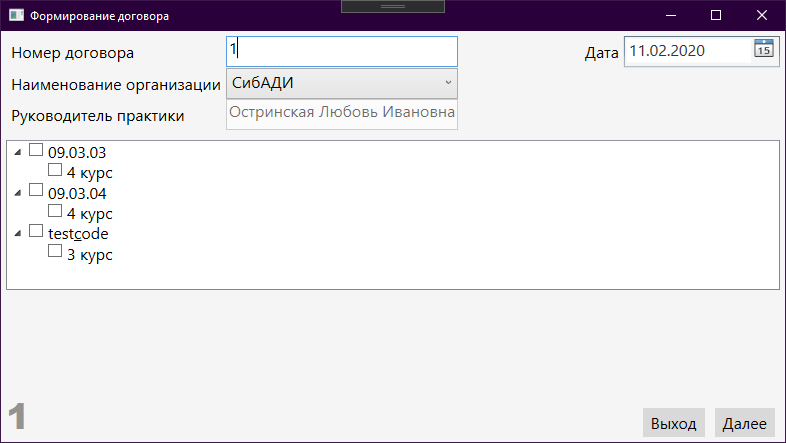 Формирование договора
Номер договора 1 Дата 11.02.2020 15
Наименование организации СибАДИ
Руководитель практики Остринская Любовь Ивановна
09.03.03
4 курс
09.03.04
4 курс
testcode
3 курс
1 Выход Далее